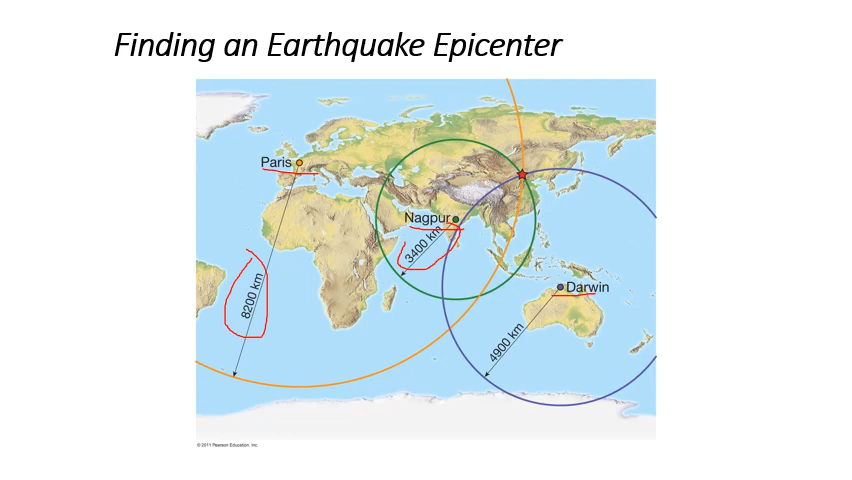 Finding an Earthquake Epicenter
Paris
Nagpur
3400 km
8200 km
Darwin
4900 km
© 2011 Pearson Education, Inc.